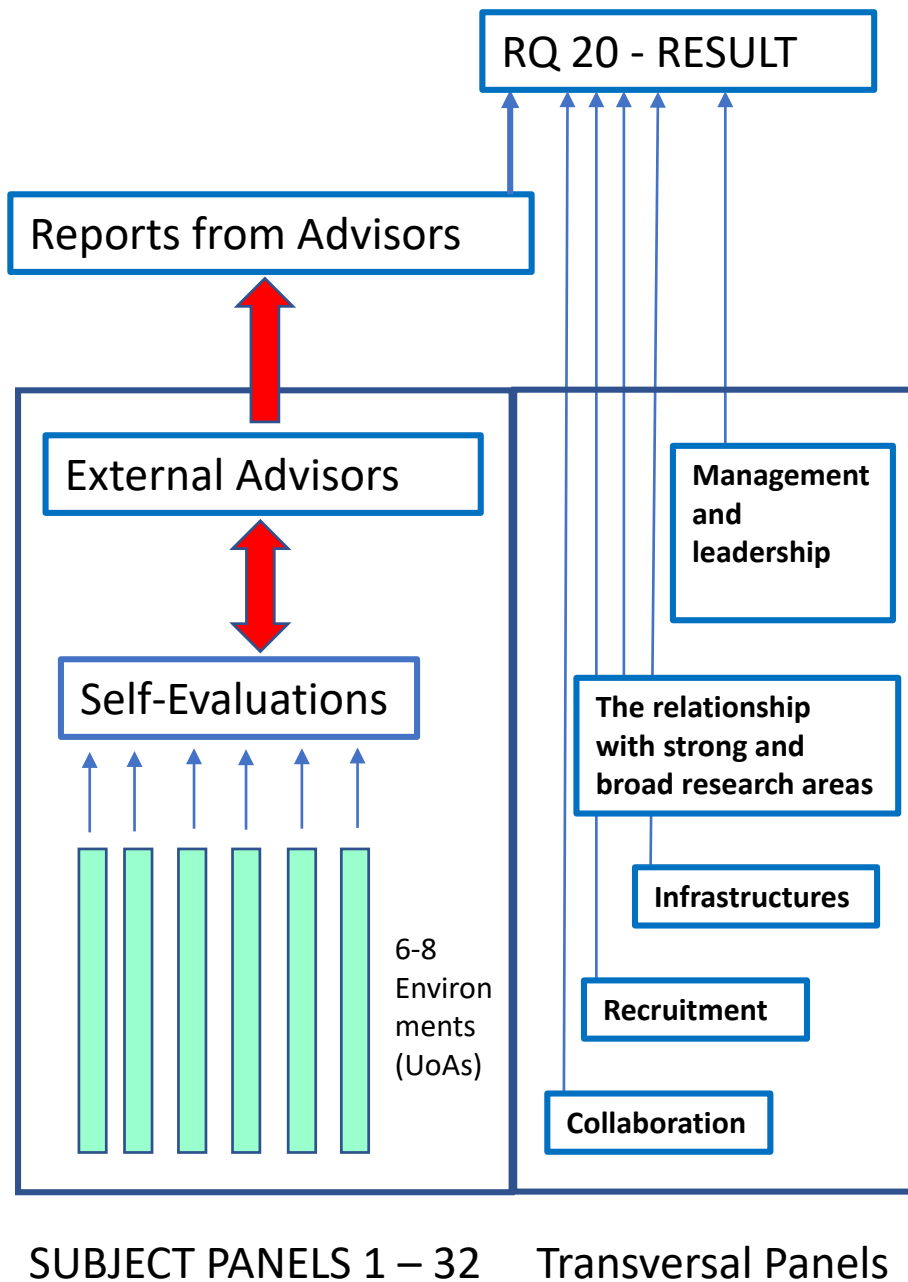 RQ 20 - RESULT
Reports from Advisors
External Advisors
Self-Evaluations
6-8
Environ
ments
(UoAs)
Management
and
leadership
The relationship
with strong and
broad research areas
Infrastructures
Recruitment
Collaboration
SUBJECT PANELS 1 – 32
Transversal Panels